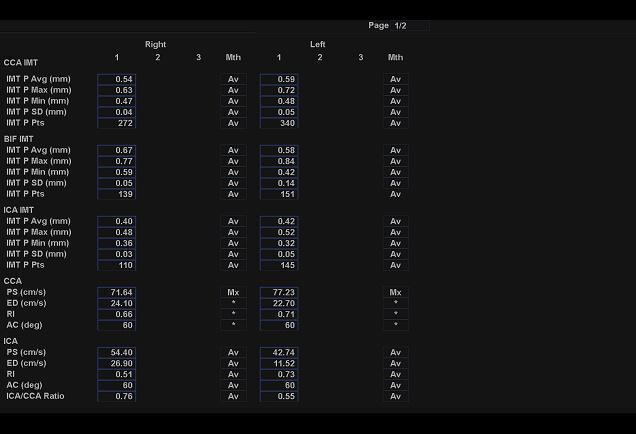 Page 1/2
Right Left
1 2 3 Mth 1 2 3 Mth
CCA IMT
IMT P Avg (mm) 0.54 Av 0.59 Av
IMT P Max (mm) 0.63 Av 0.72 Av
IMT P Min (mm) 0.47 Av 0.48 Av
IMT P SD (mm) 0.04 Av 0.05 Av
IMT P Pts 272 Av 340 Av
BIF IMT
IMT P Avg (mm) 0.67 Av 0.58 Av
IMT P Max (mm) 0.77 Av 0.84 Av
IMT P Min (mm) 0.59 Av 0.42 Av
IMT P SD (mm) 0.05 Av 0.14 Av
IMT P Pts 139 Av 151 Av
ICA IMT
IMT P Avg (mm) 0.40 Av 0.42 Av
IMT P Max (mm) 0.48 Av 0.52 Av
IMT P Min (mm) 0.36 Av 0.32 Av
IMT P SD (mm) 0.03 Av 0.05 Av
IMT P Pts 110 Av 145 Av
CCA
PS (cm/s) 71.64 Mx 77.23 Mx
ED (cm/s) 24.10 * 22.70 *
RI 0.66 * 0.71 *
AC (deg) 60 * 60 *
ICA
PS (cm/s) 54.40 Av 42.74 Av
ED (cm/s) 26.90 Av 11.52 Av
RI 0.51 Av 0.73 Av
AC (deg) 60 Av 60 Av
ICA/CCA Ratio 0.76 Av 0.55 Av